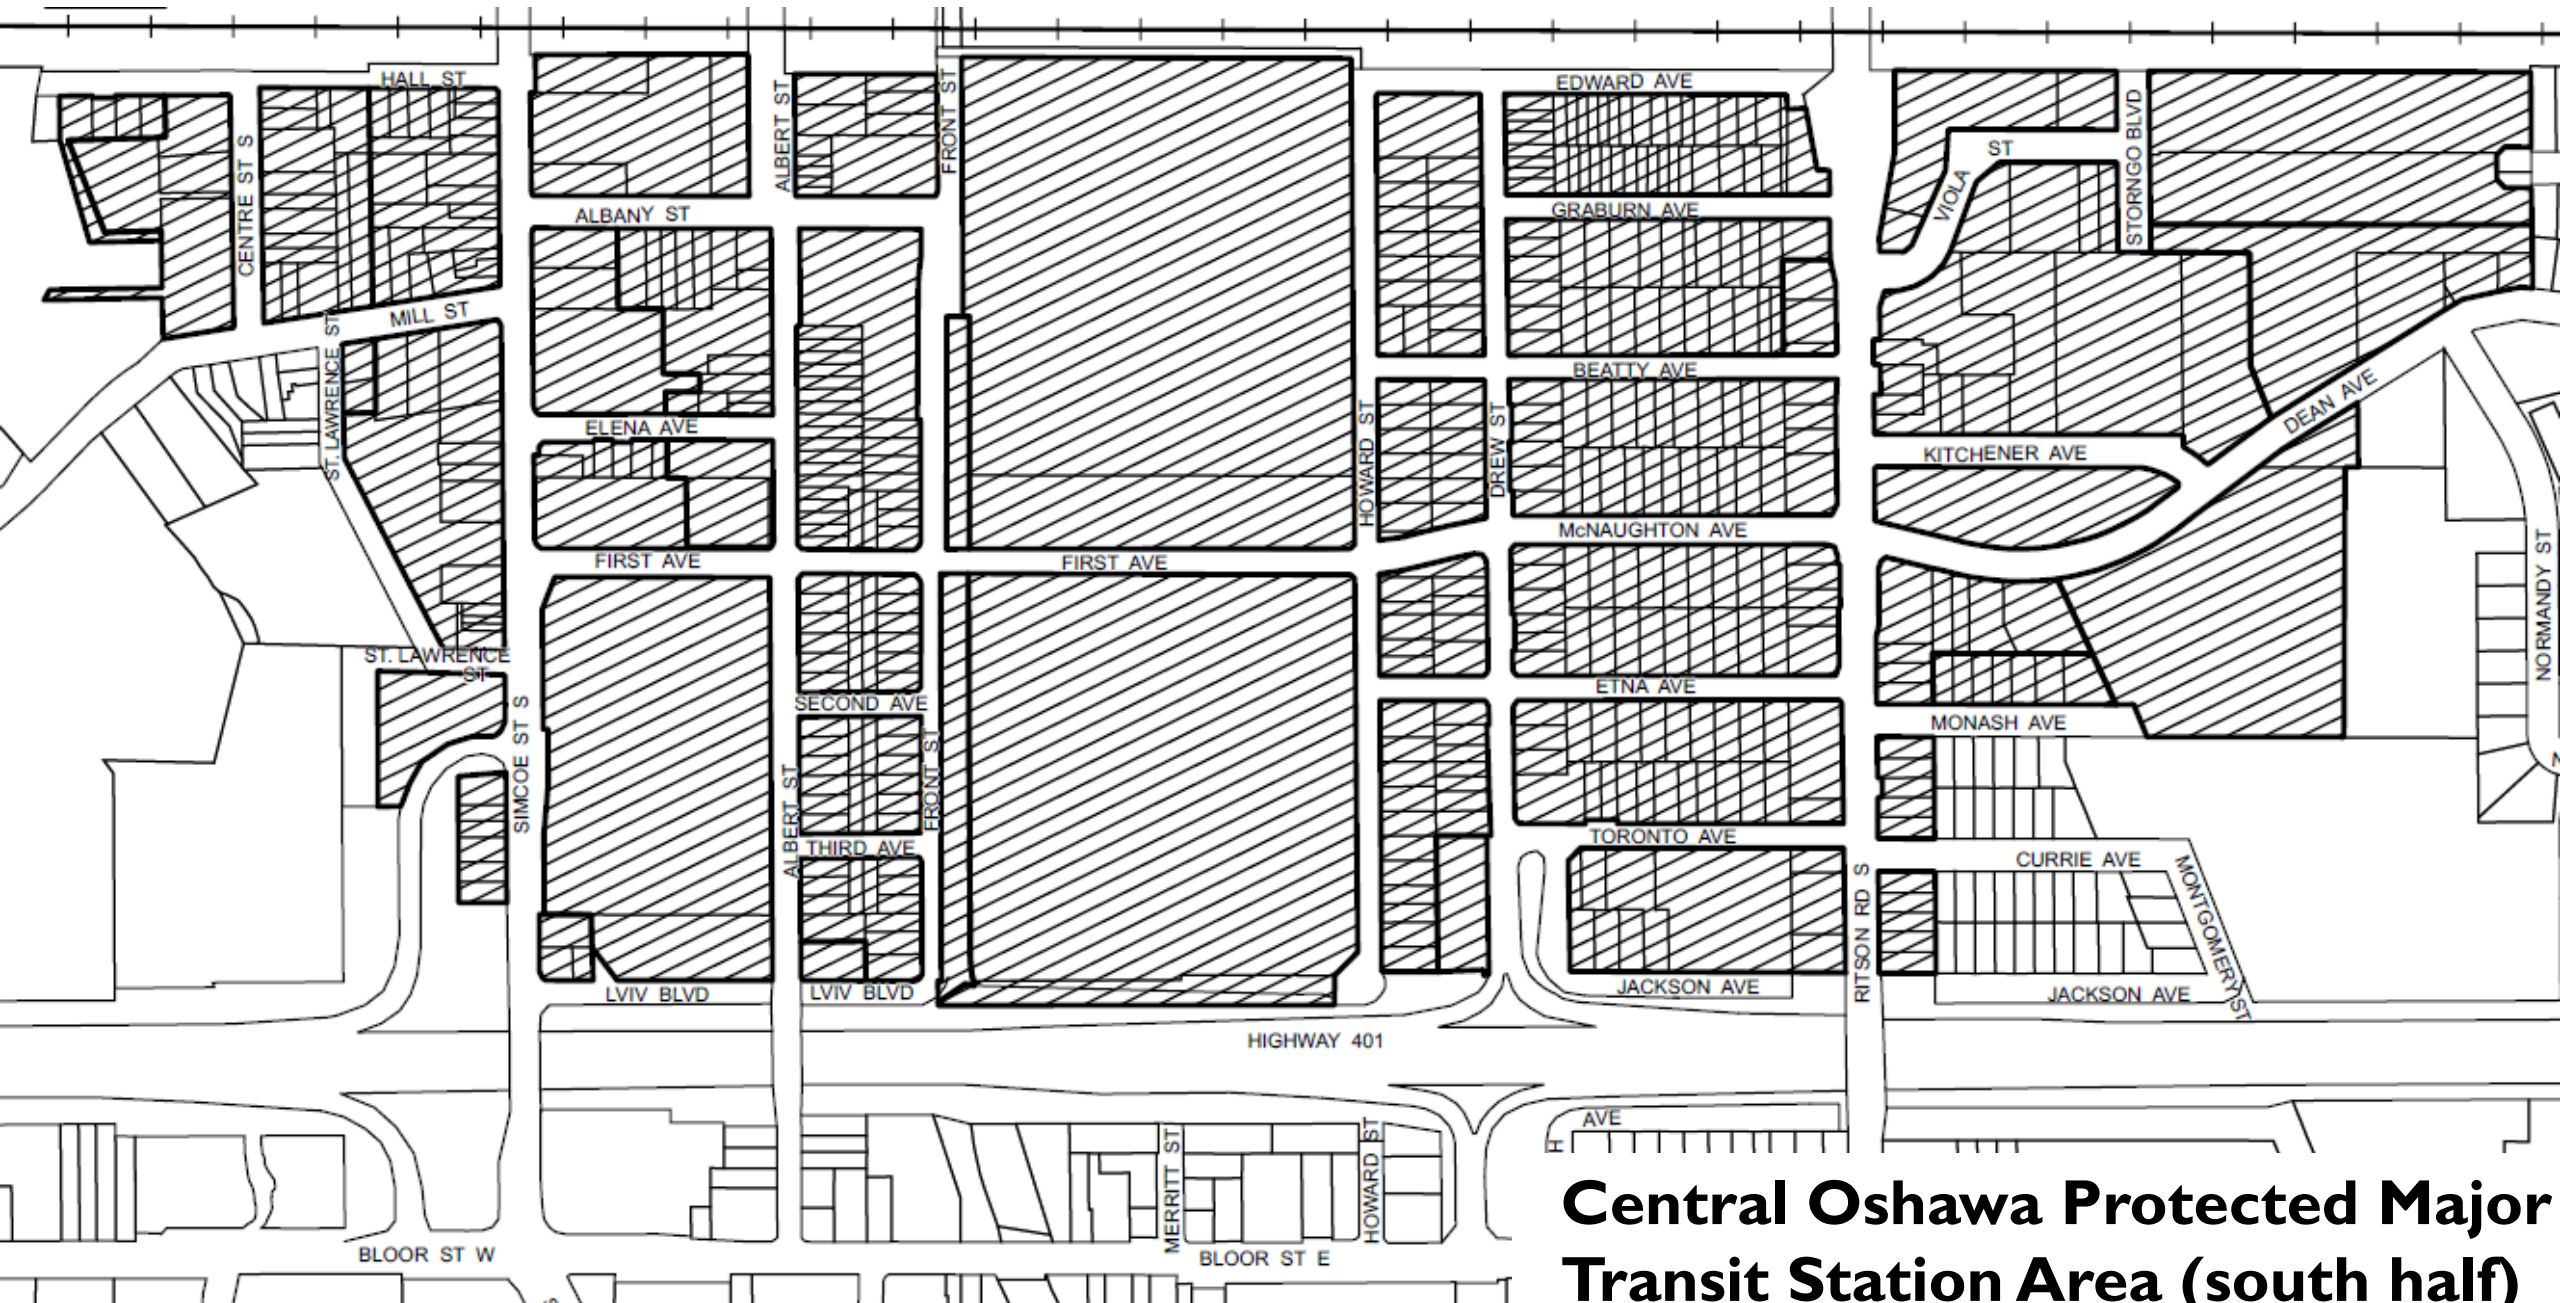 HALL ST
EDWARD AVE
ALBERT ST
FRONT ST
CENTRE ST S
STORNGO BLVD
ST
VIOLA
ALBANY ST
GRABURN AVE
MILL ST
ST. LAWRENCE ST
BEATTY AVE
DEAN AVE
ELENA AVE
HOWARD ST
DREW ST
KITCHENER AVE
McNAUGHTON AVE
FIRST AVE
FIRST AVE
NORMANDY ST
ST. LAWRENCE
ST
ETNA AVE
SECOND AVE
MONASH AVE
SIMCOE ST S
FRONT ST
ALBERT ST
N
TORONTO AVE
THIRD AVE
CURRIE AVE
MONTGOMERY ST
RITSON RD S
JACKSON AVE
LVIV BLVD
LVIV BLVD
JACKSON AVE
HIGHWAY 401
AVE
H
MERRITT ST
HOWARD ST
BLOOR ST W
BLOOR ST E
Central Oshawa Protected Major
Transit Station Area (south half)